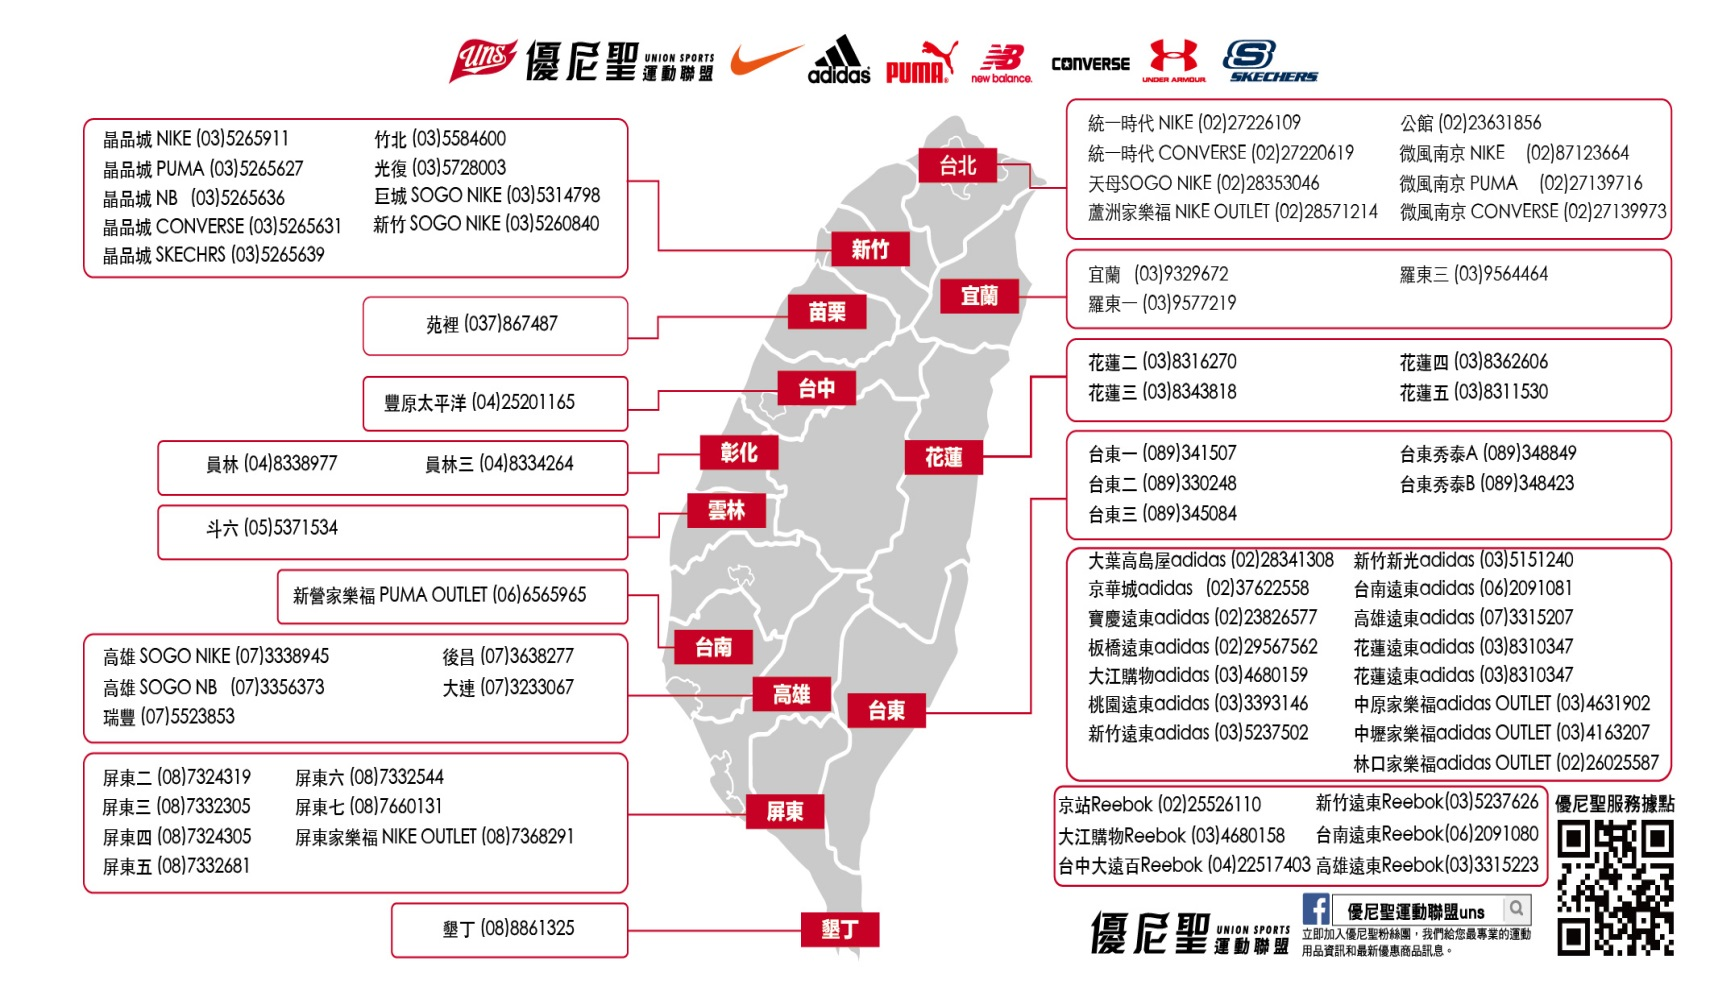 uns 優尼聖 UNION SPORTS 運動聯盟 adidas PUMA new balance. CONVERSE UNDER ARMOUR SKECHERS
晶品城 NIKE (03)5265911 竹北 (03)5584600
晶品城 PUMA (03)5265627 光復 (03)5728003
晶品城 NB (03)5265636 巨城 SOGO NIKE (03)5314798
晶品城 CONVERSE (03)5265631 新竹 SOGO NIKE (03)5260840
晶品城 SKECHRS (03)5265639
新竹
苑裡 (037)867487
苗栗
豐原太平洋 (04)25201165
台中
員林 (04)8338977 員林三 (04)8334264
彰化
斗六 (05)5371534
雲林
新營家樂福 PUMA OUTLET (06)6565965
台南
高雄 SOGO NIKE (07)3338945 後昌 (07)3638277
高雄 SOGO NB (07)3356373 大連 (07)3233067
瑞豐 (07)5523853
高雄
屏東二 (08)7324319 屏東六 (08)7332544
屏東三 (08)7332305 屏東七 (08)7660131
屏東四 (08)7324305 屏東家樂福 NIKE OUTLET (08)7368291
屏東五 (08)7332681
屏東
墾丁 (08)8861325
墾丁
台北
統一時代 NIKE (02)27226109 公館 (02)23631856
統一時代 CONVERSE (02)27220619 微風南京 NIKE (02)87123664
天母SOGO NIKE (02)28353046 微風南京 PUMA (02)27139716
蘆洲家樂福 NIKE OUTLET (02)28571214 微風南京 CONVERSE (02)27139973
宜蘭
宜蘭 (03)9329672 羅東三 (03)9564464
羅東一 (03)9577219
花蓮
花蓮二 (03)8316270 花蓮四 (03)8362606
花蓮三 (03)8343818 花蓮五 (03)8311530
台東
台東一 (089)341507 台東秀泰A (089)348849
台東二 (089)330248 台東秀泰B (089)348423
台東三 (089)345084
大葉高島屋adidas (02)28341308 新竹新光adidas (03)5151240
京華城adidas (02)37622558 台南遠東adidas (06)2091081
寶慶遠東adidas (02)23826577 高雄遠東adidas (07)3315207
板橋遠東adidas (02)29567562 花蓮遠東adidas (03)8310347
大江購物adidas (03)4680159 花蓮遠東adidas (03)8310347
桃園遠東adidas (03)3393146 中原家樂福adidas OUTLET (03)4631902
新竹遠東adidas (03)5237502 中壢家樂福adidas OUTLET (03)4163207
林口家樂福adidas OUTLET (02)26025587
京站Reebok (02)25526110 新竹遠東Reebok(03)5237626
大江購物Reebok (03)4680158 台南遠東Reebok(06)2091080
台中大遠百Reebok (04)22517403 高雄遠東Reebok(03)3315223
優尼聖服務據點
優尼聖 UNION SPORTS 運動聯盟
f 優尼聖運動聯盟uns
立即加入優尼聖粉絲團，我們給您最專業的運動
用品資訊和最新優惠商品訊息。